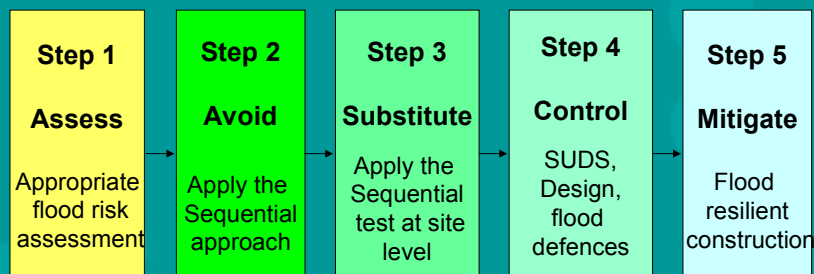 Step 1
Assess
Appropriate
flood risk
assessment
Step 2
Avoid
Apply the
Sequential
approach
Step 3
Substitute
Apply the
Sequential
test at site
level
Step 4
Control
SUDS,
Design,
flood
defences
Step 5
Mitigate
Flood
resilient
construction